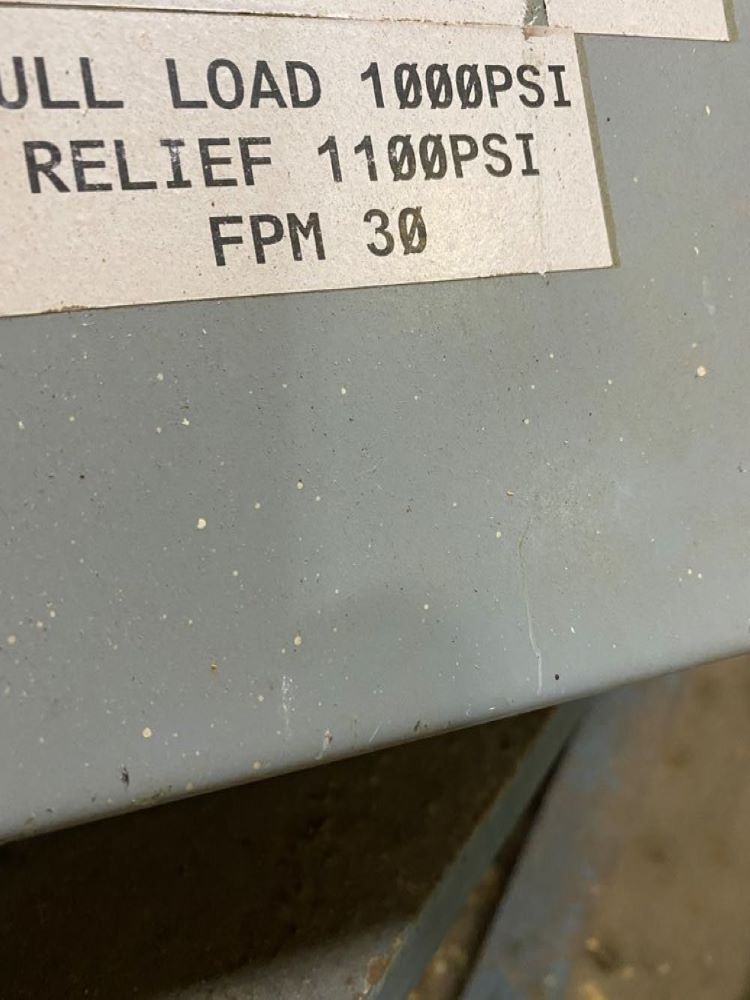 ULL LOAD 1000PSI
RELIEF 1100PSI
FPM 30